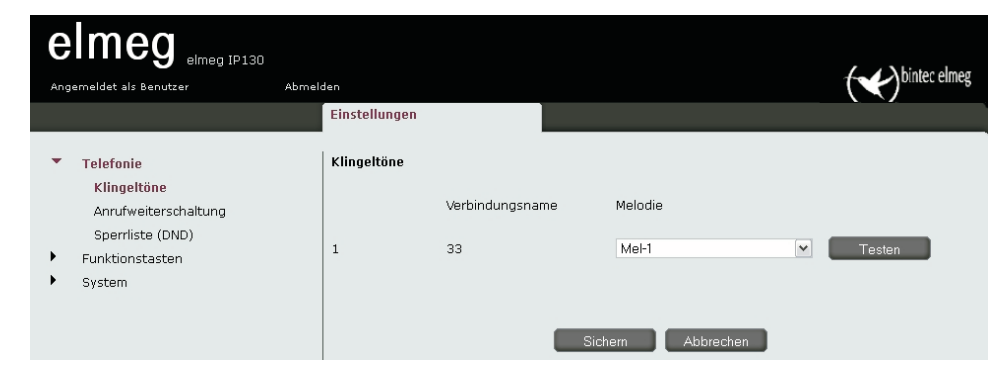 elmeg elmeg IP130
Angemeldet als Benutzer Abmelden
bintec elmeg
Einstellungen
Telefonie
Klingeltöne
Anrufweiterschaltung
Sperrliste (DND)
Funktionstasten
System
Klingeltöne
Verbindungsname Melodie
1 33 Mel-1 Testen
Sichern Abbrechen